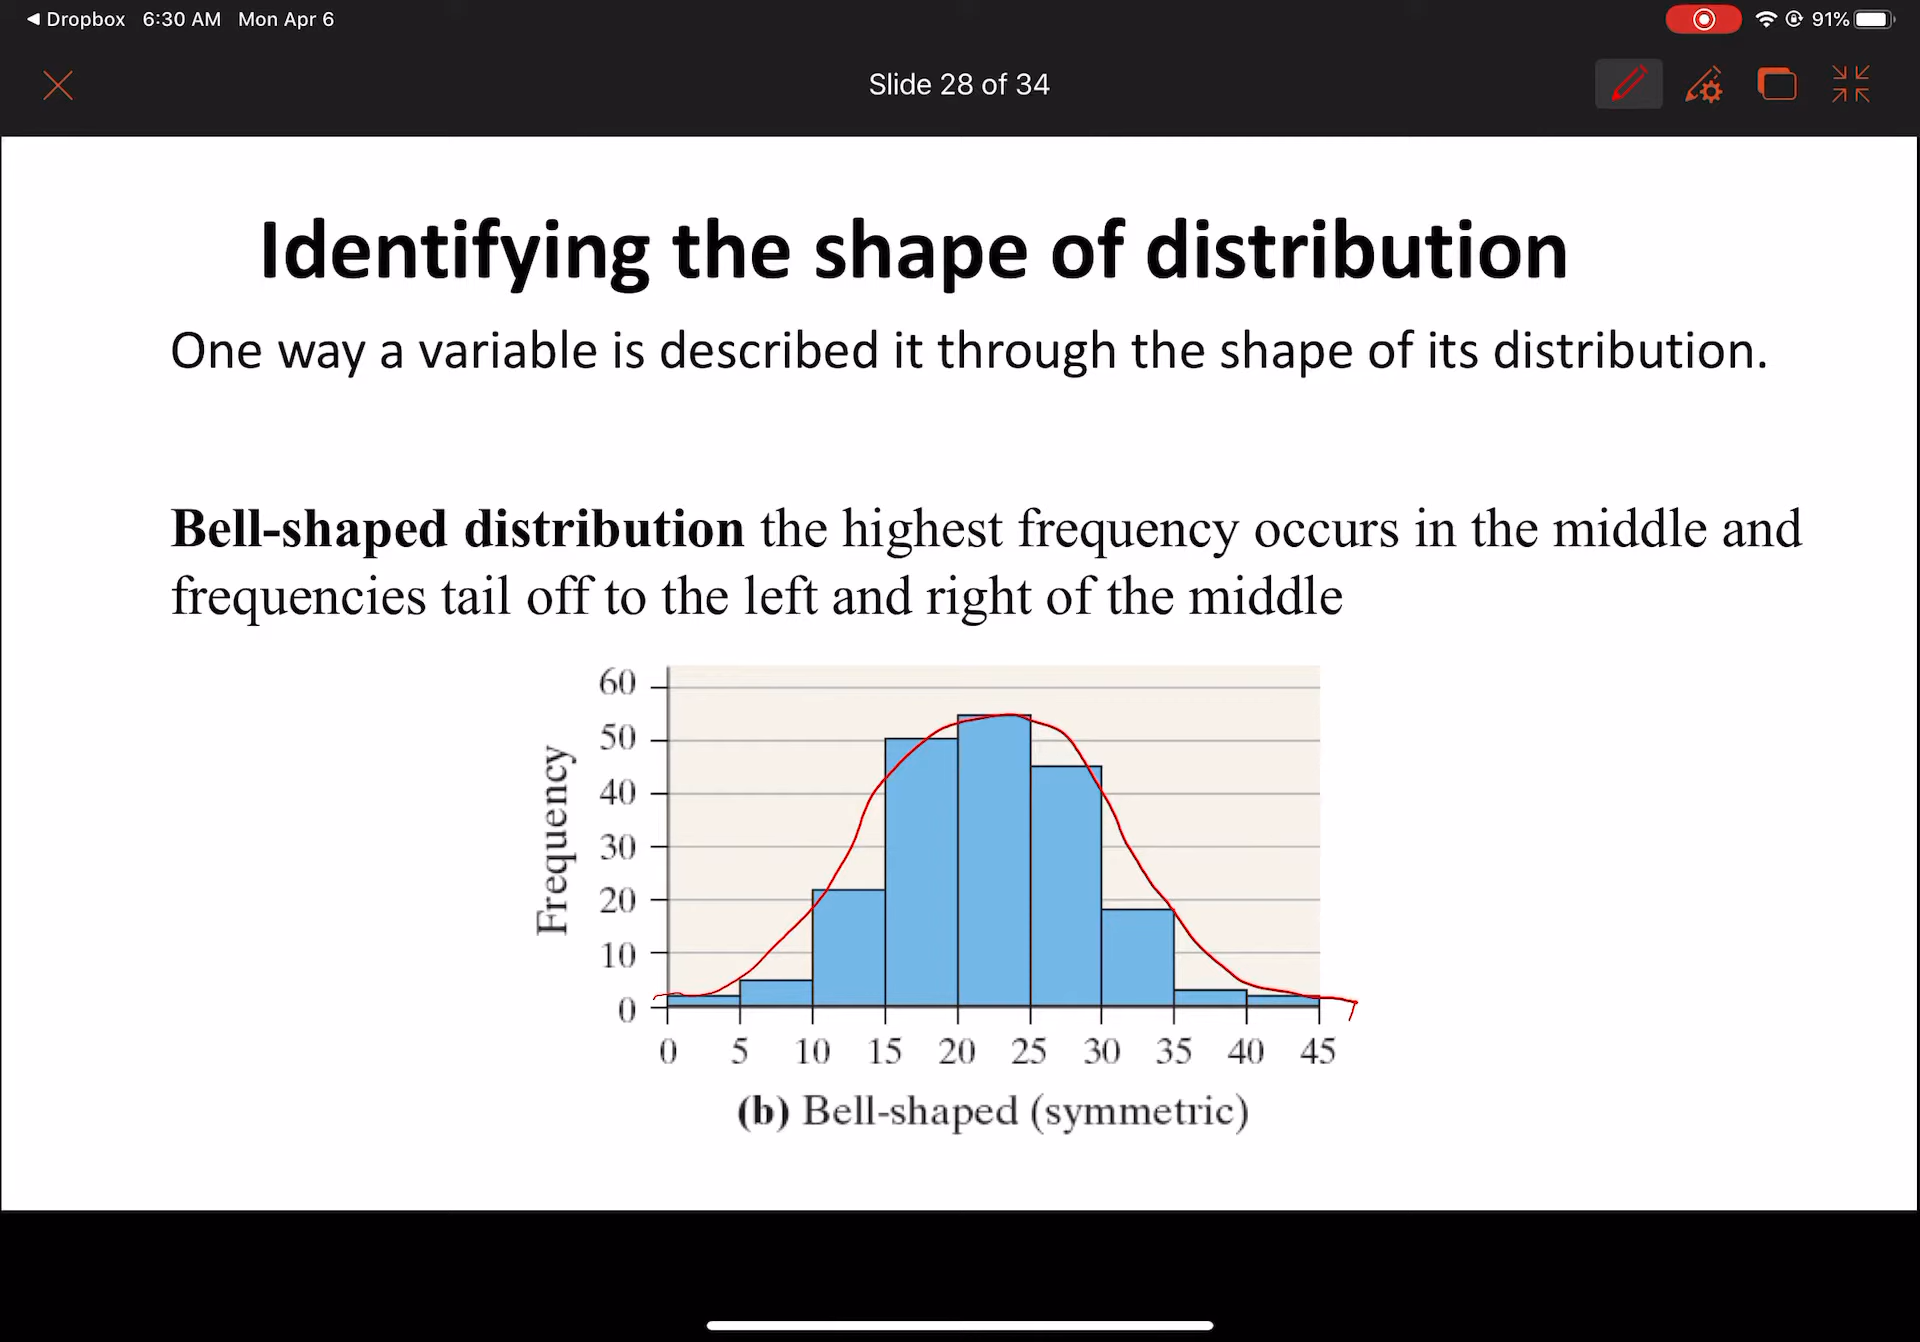 Dropbox 6:30 AM Mon Apr 6 91%
Slide 28 of 34
Identifying the shape of distribution
One way a variable is described it through the shape of its distribution.
Bell-shaped distribution the highest frequency occurs in the middle and
frequencies tail off to the left and right of the middle
Frequency
60
50
40
30
20
10
0
0 5 10 15 20 25 30 35 40 45
(b) Bell-shaped (symmetric)